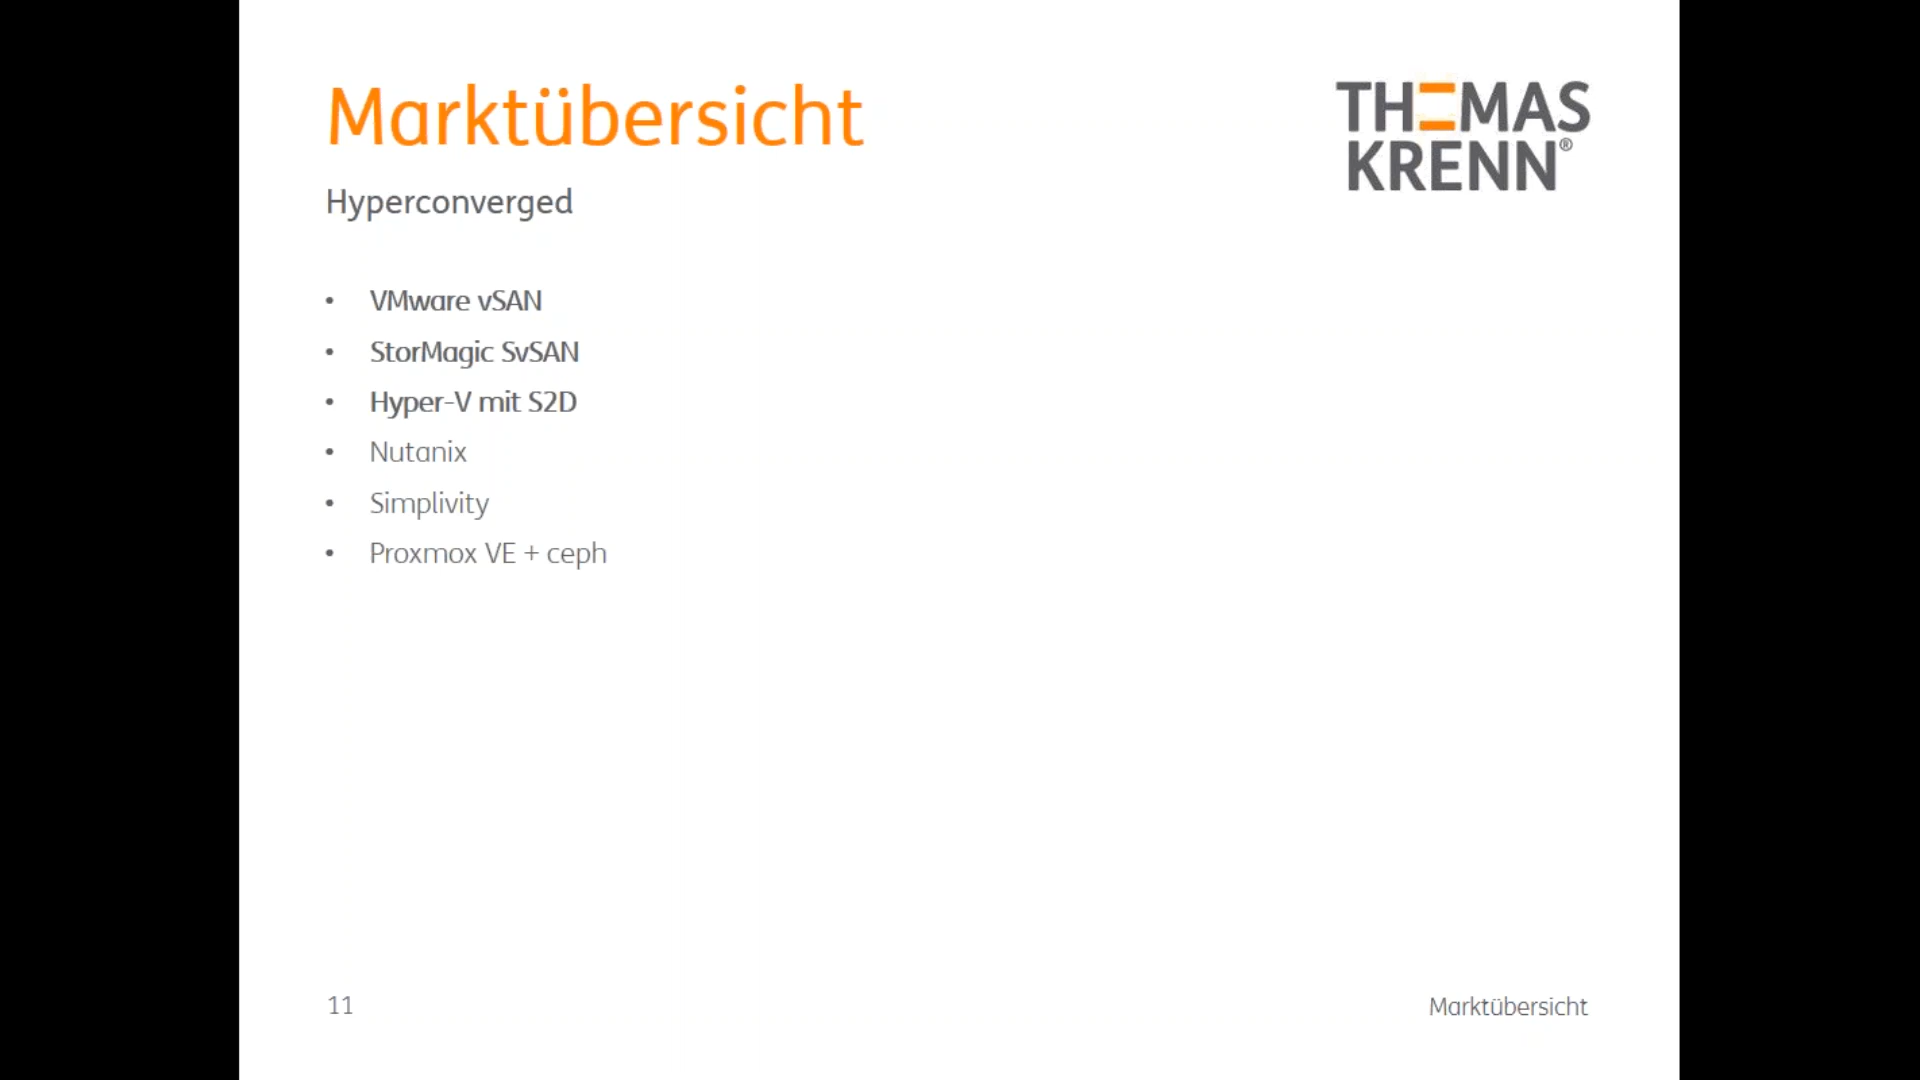 Marktübersicht
THOMAS
KRENN®
Hyperconverged
• VMware vSAN
• StorMagic SvSAN
• Hyper-V mit S2D
• Nutanix
• Simplivity
• Proxmox VE + ceph
11
Marktübersicht